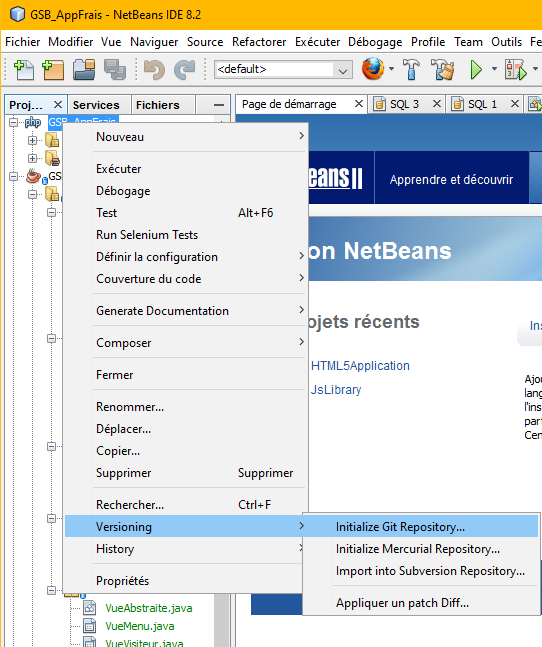 GSB_AppFrais - NetBeans IDE 8.2
Fichier Modifier Vue Naviguer Source Refactorer Exécuter Débogage Profile Team Outils Fe
<default>
Proj... Services Fichiers
Page de démarrage SQL 3 SQL 1
php GSB_AppFrais
GS
eans
Apprendre et découvrir
on NetBeans
ojets récents
HTML5Application
JsLibrary
Ins
Ajou
lang
l'ins
part
Cen
Nouveau
Exécuter
Débogage
Test Alt+F6
Run Selenium Tests
Définir la configuration
Couverture du code
Generate Documentation
Composer
Fermer
Renommer...
Déplacer...
Copier...
Supprimer Supprimer
Rechercher... Ctrl+F
Versioning
History
Propriétés
Initialize Git Repository...
Initialize Mercurial Repository...
Import into Subversion Repository...
Appliquer un patch Diff...
VueAbstraite.java
VueMenu.java
VueVisiteur.java